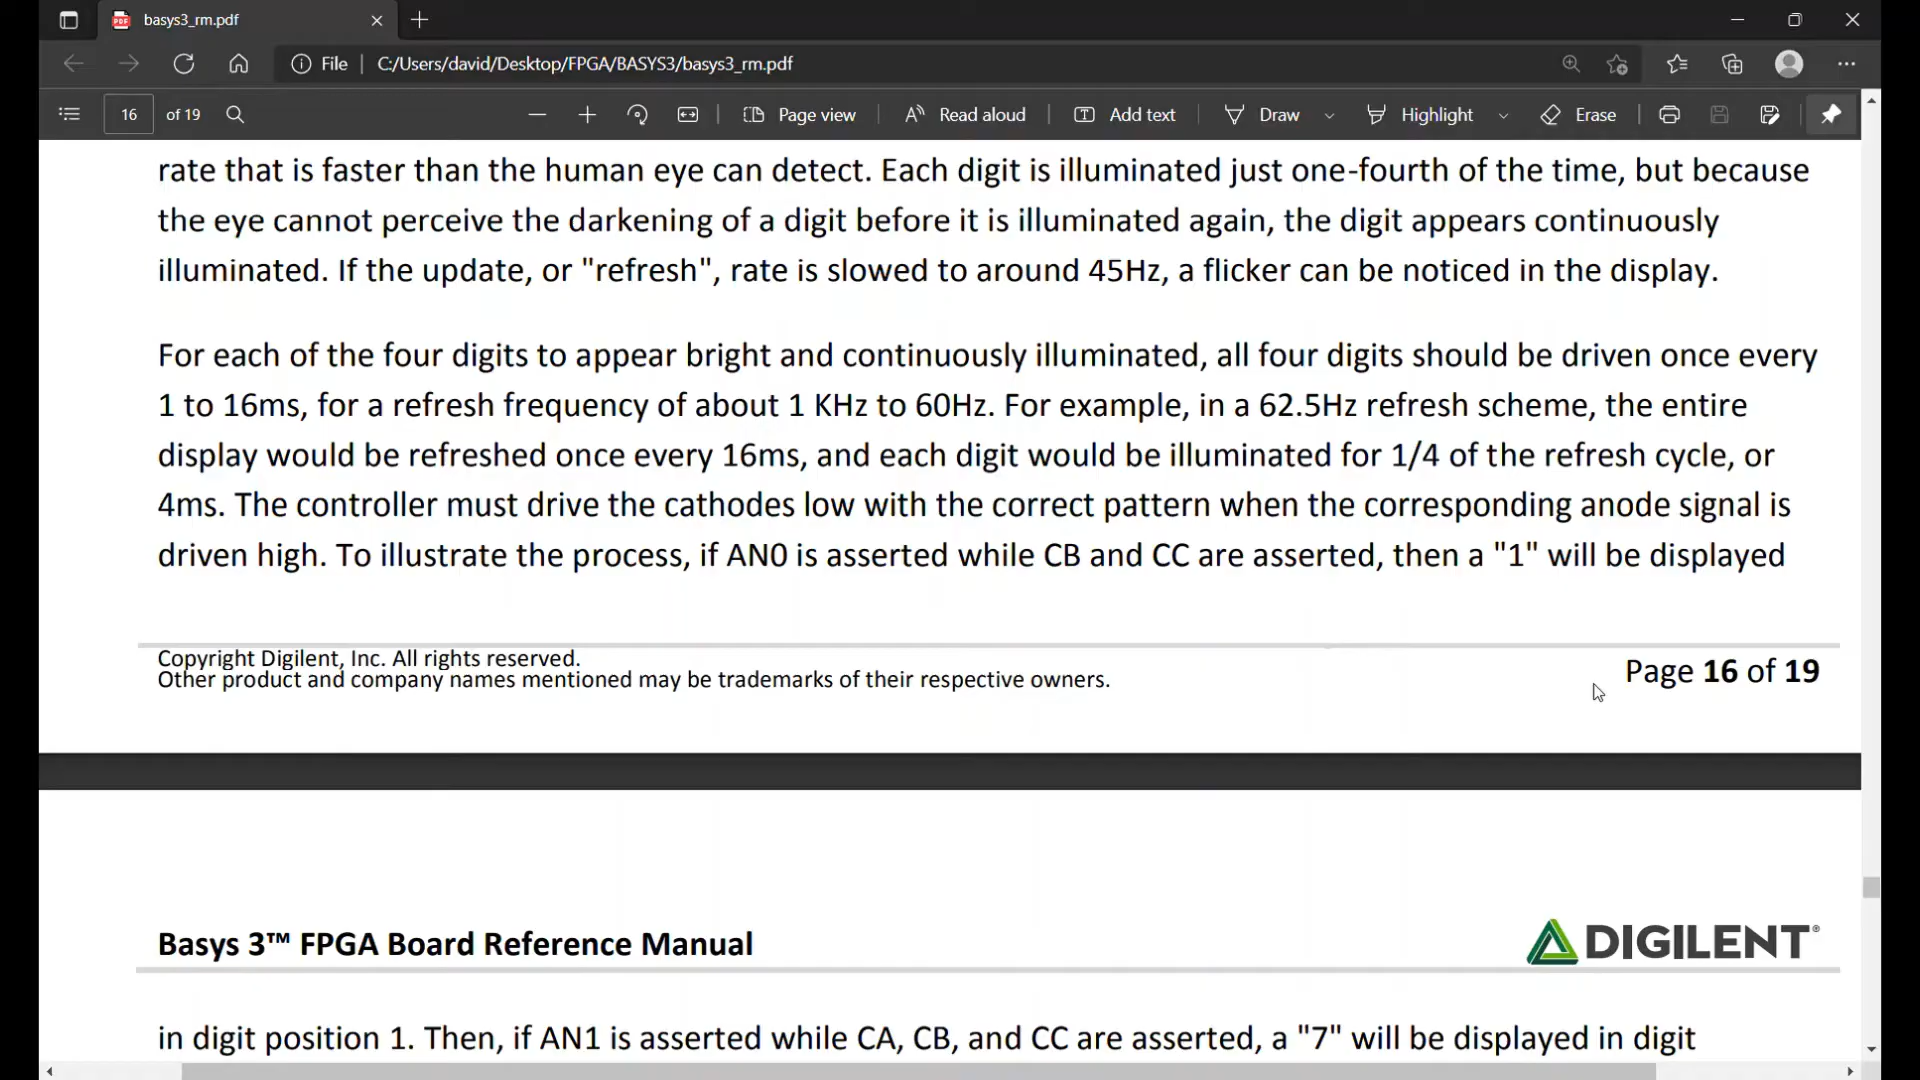 basys3_rm.pdf
File
C:/Users/david/Desktop/FPGA/BASYS3/basys3_rm.pdf
16 of 19
Page view
Read aloud
Add text
Draw
Highlight
Erase
rate that is faster than the human eye can detect. Each digit is illuminated just one-fourth of the time, but because
the eye cannot perceive the darkening of a digit before it is illuminated again, the digit appears continuously
illuminated. If the update, or "refresh", rate is slowed to around 45Hz, a flicker can be noticed in the display.
For each of the four digits to appear bright and continuously illuminated, all four digits should be driven once every
1 to 16ms, for a refresh frequency of about 1 KHz to 60Hz. For example, in a 62.5Hz refresh scheme, the entire
display would be refreshed once every 16ms, and each digit would be illuminated for 1/4 of the refresh cycle, or
4ms. The controller must drive the cathodes low with the correct pattern when the corresponding anode signal is
driven high. To illustrate the process, if AN0 is asserted while CB and CC are asserted, then a "1" will be displayed
Copyright Digilent, Inc. All rights reserved.
Other product and company names mentioned may be trademarks of their respective owners.
Page 16 of 19
Basys 3™ FPGA Board Reference Manual
DIGILENT®
in digit position 1. Then, if AN1 is asserted while CA, CB, and CC are asserted, a "7" will be displayed in digit